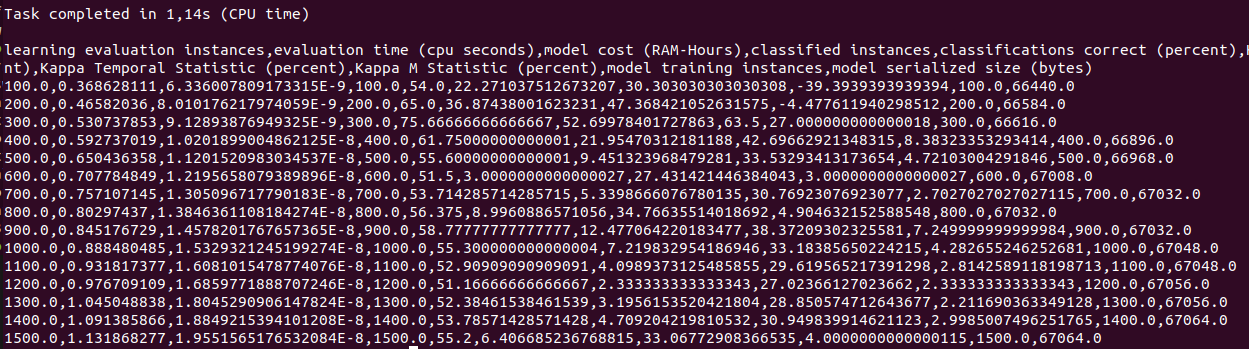 Task completed in 1,14s (CPU time)
learning evaluation instances,evaluation time (cpu seconds),model cost (RAM-Hours),classified instances,classifications correct (percent),
nt),Kappa Temporal Statistic (percent),Kappa M Statistic (percent),model training instances,model serialized size (bytes)
100.0,0.368628111,6.336007809173315E-9,100.0,54.0,22.271037512673207,30.303030303030308,-39.3939393939394,100.0,66440.0
200.0,0.46582036,8.010176217974059E-9,200.0,65.0,36.87438001623231,47.368421052631575,-4.477611940298512,200.0,66584.0
300.0,0.530737853,9.12893876949325E-9,300.0,75.66666666666667,52.69978401727863,63.5,27.000000000000018,300.0,66616.0
400.0,0.592737019,1.0201899004862125E-8,400.0,61.75000000000001,21.95470312181188,42.69662921348315,8.38323353293414,400.0,66896.0
500.0,0.650436358,1.1201520983034537E-8,500.0,55.60000000000001,9.451323968479281,33.53293413173654,4.72103004291846,500.0,66968.0
600.0,0.707784849,1.2195658079389896E-8,600.0,51.5,3.0000000000000027,27.431421446384043,3.0000000000000027,600.0,67008.0
700.0,0.757107145,1.305096717790183E-8,700.0,53.714285714285715,5.3398666076780135,30.76923076923077,2.7027027027027115,700.0,67032.0
800.0,0.80297437,1.3846361108184274E-8,800.0,56.375,8.9960886571056,34.76635514018692,4.904632152588548,800.0,67032.0
900.0,0.845176729,1.4578201767657365E-8,900.0,58.77777777777777,12.477064220183477,38.37209302325581,7.249999999999984,900.0,67032.0
1000.0,0.888480485,1.5329321245199274E-8,1000.0,55.300000000000004,7.219832954186946,33.18385650224215,4.282655246252681,1000.0,67048.0
1100.0,0.931817377,1.6081015478774076E-8,1100.0,52.90909090909091,4.0989373125485855,29.619565217391298,2.8142589118198713,1100.0,67048.0
1200.0,0.976709109,1.6859771888707246E-8,1200.0,51.16666666666667,2.333333333333343,27.02366127023662,2.333333333333343,1200.0,67056.0
1300.0,1.045048838,1.8045290906147824E-8,1300.0,52.38461538461539,3.1956153520421804,28.850574712643677,2.211690363349128,1300.0,67056.0
1400.0,1.091385866,1.8849215394101208E-8,1400.0,53.78571428571428,4.709204219810532,30.949839914621123,2.9985007496251765,1400.0,67064.0
1500.0,1.131868277,1.9551565176532084E-8,1500.0,55.2,6.406685236768815,33.06772908366535,4.000000000000115,1500.0,67064.0